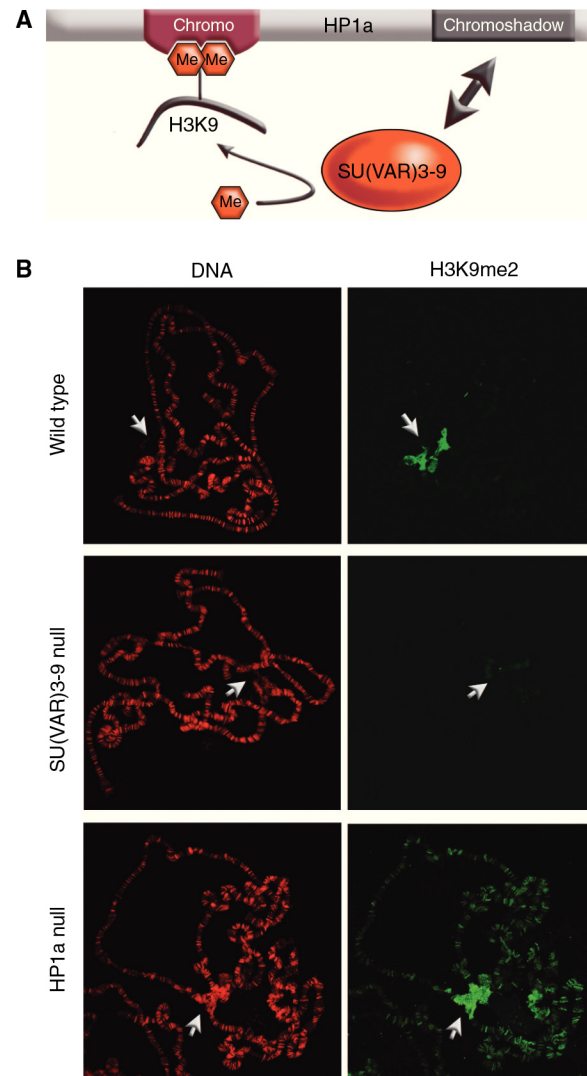 A
Chromo
HP1a
Chromoshadow
Me Me
H3K9
SU(VAR)3-9
Me
B
DNA
H3K9me2
Wild type
SU(VAR)3-9 null
HP1a null